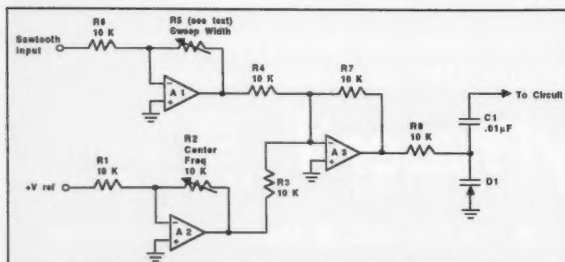 R6
10 K
Sawtooth
Input
R5 (see text)
Sweep Width
A 1
R4
10 K
R7
10 K
To Circuit
C1
.01µF
R1
10 K
+V ref
R2
Center
Freq
10 K
A 2
R3
10 K
A 3
10 K
D1